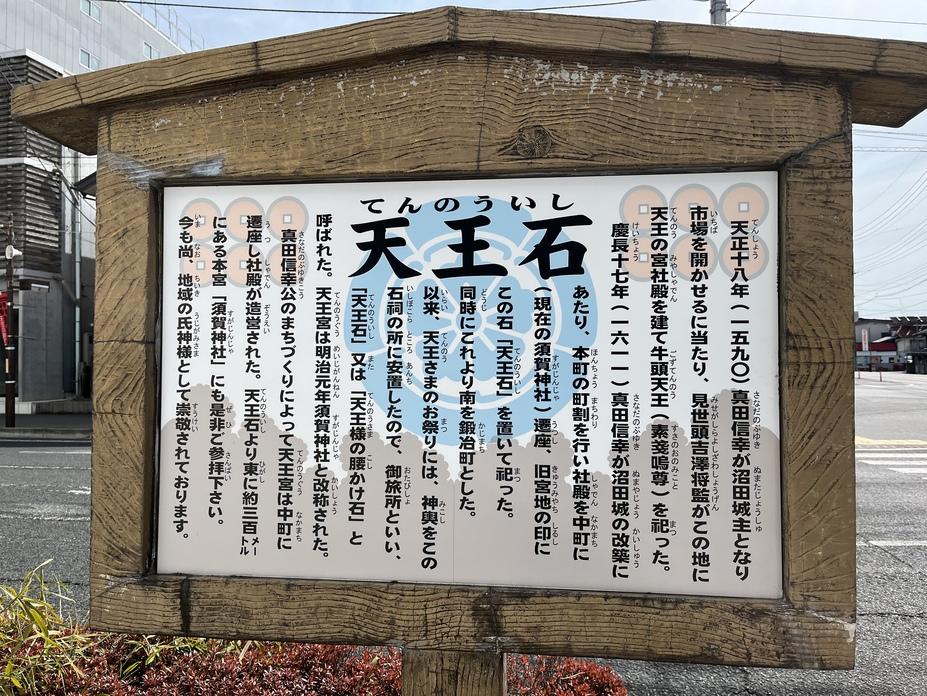 てんのういし
天王石
天正十八年（一五九〇）真田信幸が沼田城主となり
市場を開かせるに当たり、見世頭吉澤将監がこの地に
天王の宮社殿を建て牛頭天王（素戔嗚尊）を祀った。
慶長十七年（一六一一）真田信幸が沼田城の改築に
あたり、本町の町割を行い社殿を中町に
（現在の須賀神社）遷座、旧宮地の印に
この石「天王石」を置いて祀った。
同時にこれより南を鍛冶町とした。
以来、天王さまのお祭りには、神輿をこの
石祠の所に安置したので、御旅所といい、
「天王石」又は「天王様の腰かけ石」と
呼ばれた。天王宮は明治元年須賀神社と改称された。
真田信幸公のまちづくりによって天王宮は中町に
遷座し社殿が造営された。天王石より東に約三百メートル
にある本宮「須賀神社」にも是非ご参拝下さい。
今も尚、地域の氏神様として崇敬されております。